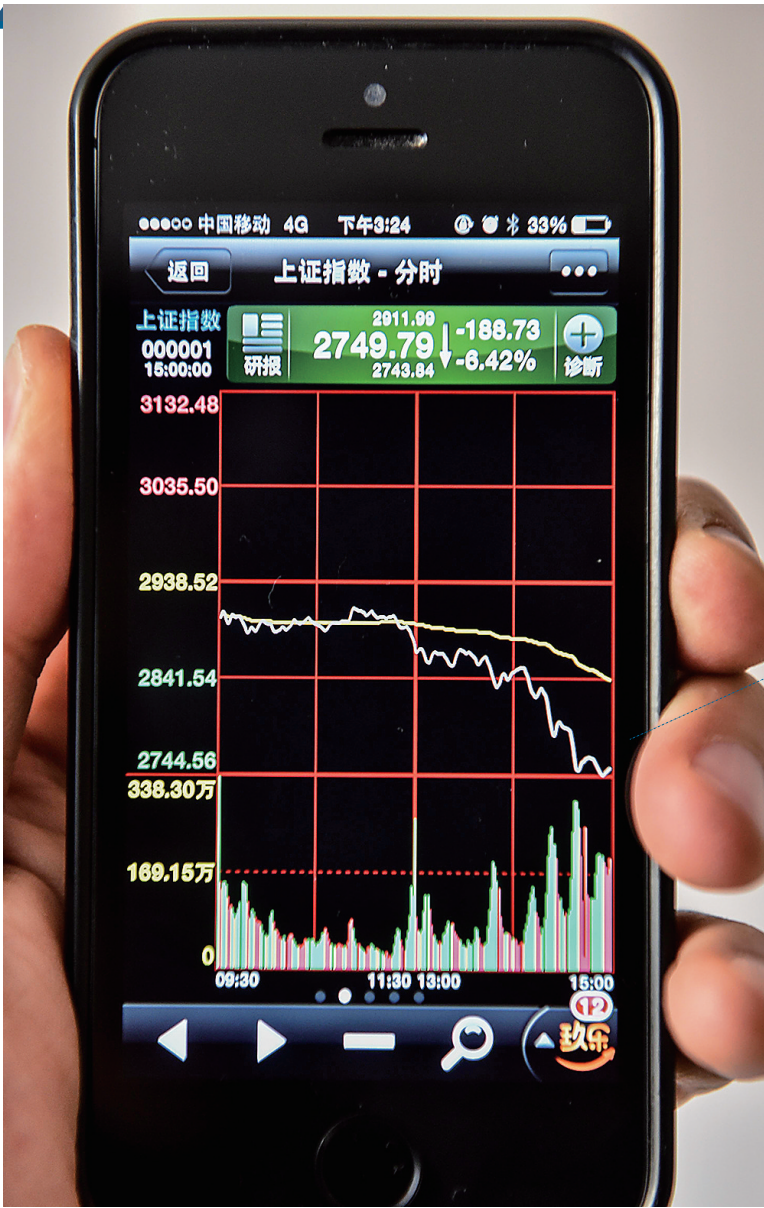 中国移动 4G 下午3:24 33%
返回 上证指数 - 分时
上证指数
000001
15:00:00
研报
2911.99
2749.79
2743.84
-188.73
-6.42%
诊断
3132.48
3035.50
2938.52
2841.54
2744.56
338.30万
169.15万
0
09:30 11:30 13:00 15:00
12
玖乐